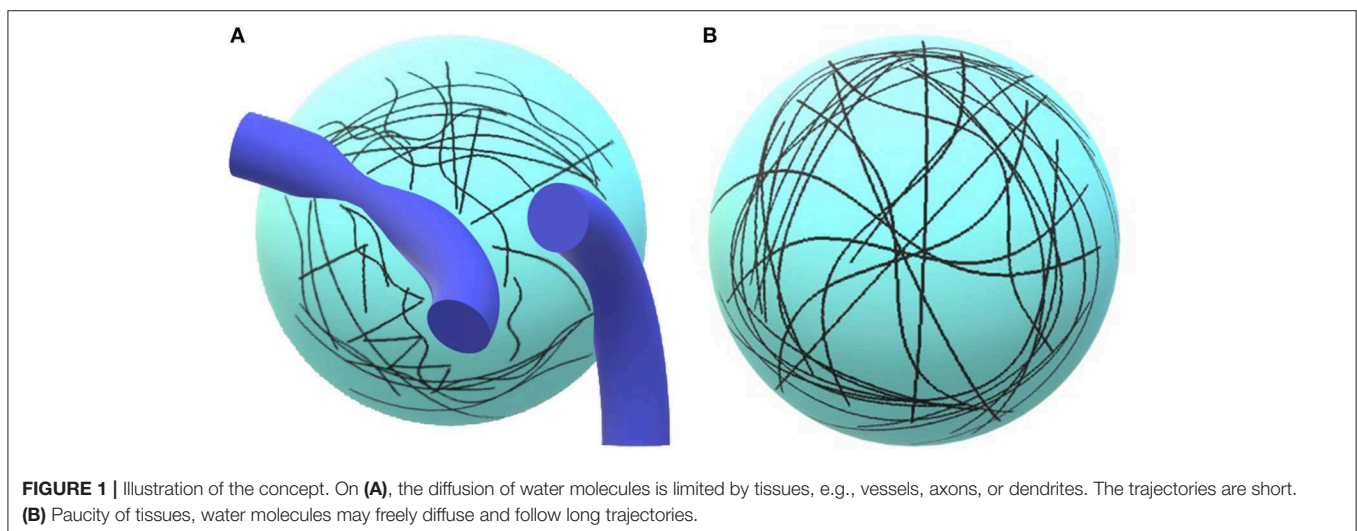 A
B
FIGURE 1 | Illustration of the concept. On (A), the diffusion of water molecules is limited by tissues, e.g., vessels, axons, or dendrites. The trajectories are short.
(B) Paucity of tissues, water molecules may freely diffuse and follow long trajectories.